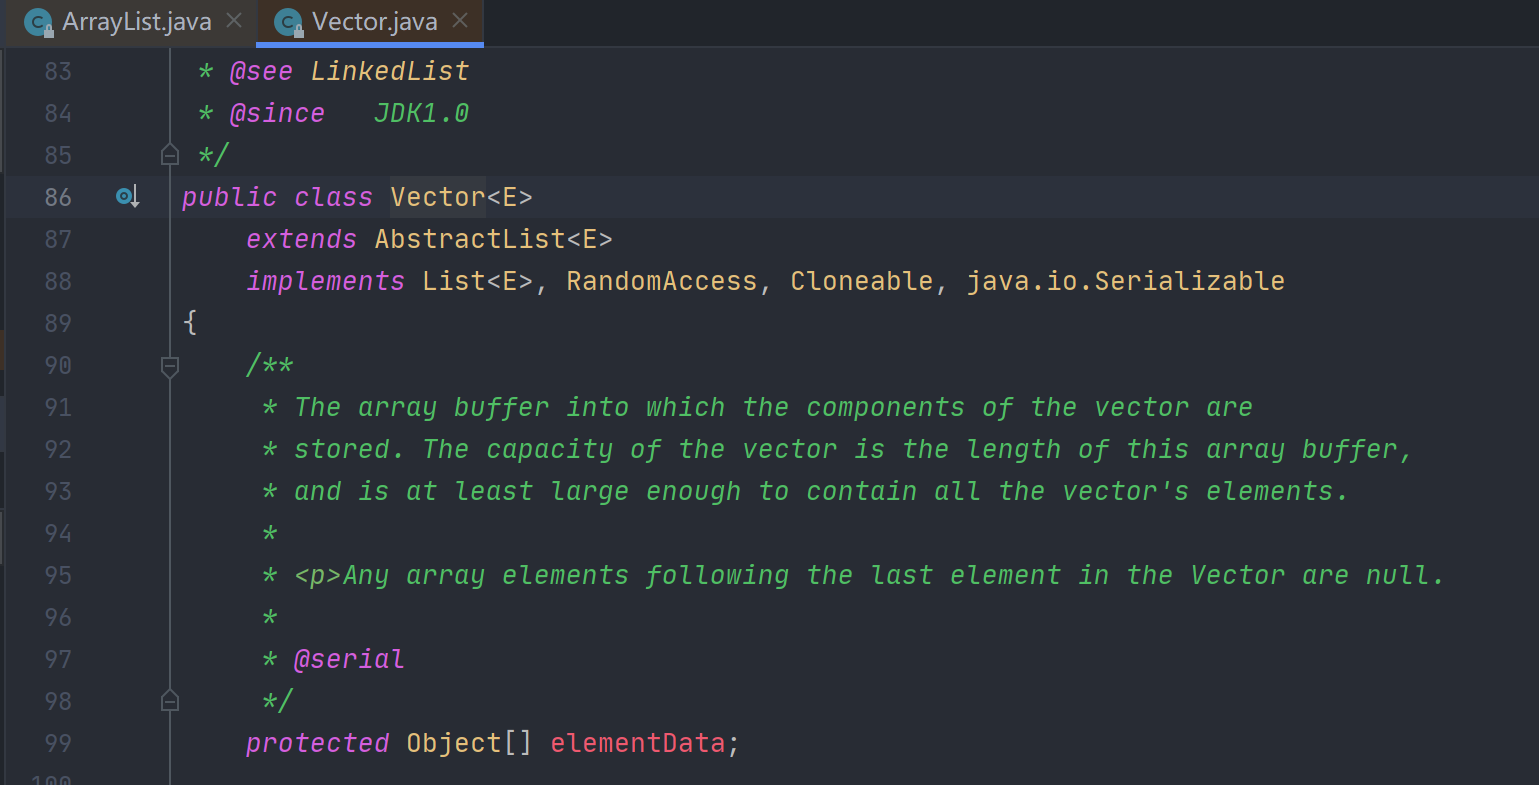 ArrayList.java
Vector.java
83 * @see LinkedList
84 * @since   JDK1.0
85 */
86 public class Vector<E>
87     extends AbstractList<E>
88     implements List<E>, RandomAccess, Cloneable, java.io.Serializable
89 {
90     /**
91      * The array buffer into which the components of the vector are
92      * stored. The capacity of the vector is the length of this array buffer,
93      * and is at least large enough to contain all the vector's elements.
94      *
95      * <p>Any array elements following the last element in the Vector are null.
96      *
97      * @serial
98      */
99     protected Object[] elementData;
100